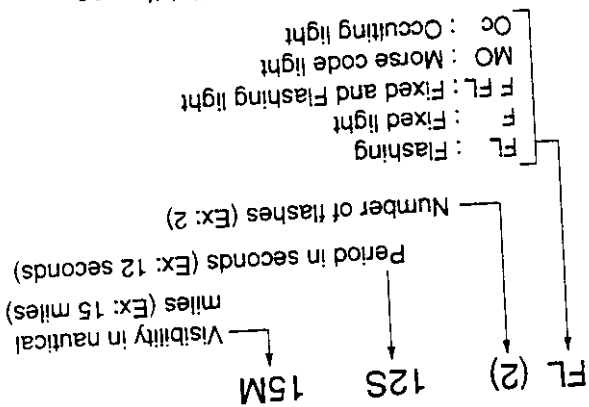 FL (2) 12S 15M
Visibility in nautical
miles (Ex: 15 miles)
Period in seconds (Ex: 12 seconds)
Number of flashes (Ex: 2)
FL : Flashing
F : Fixed light
F FL : Fixed and Flashing light
MO : Morse code light
Oc : Occulting light